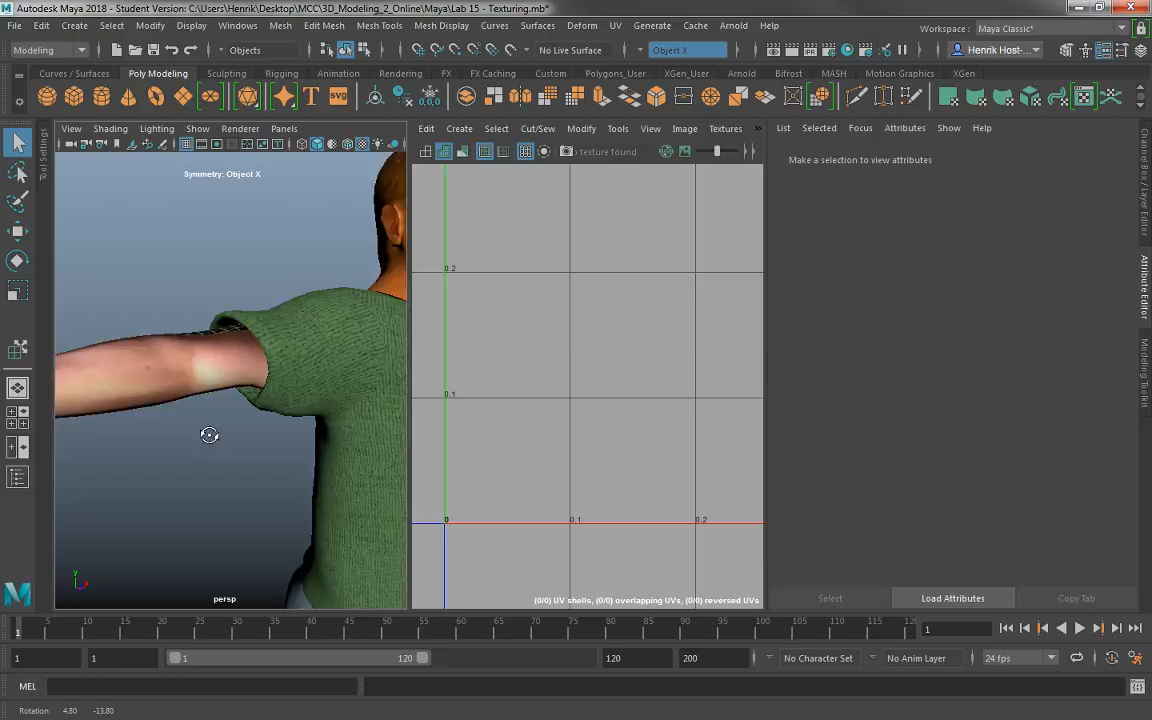 Autodesk Maya 2018 - Student Version: C:\Users\Henrik\Desktop\MCC\3D_Modeling_2_Online\Maya\Lab 15 - Texturing.mb*
File Edit Create Select Modify Display Windows Mesh Edit Mesh Mesh Tools Mesh Display Curves Surfaces Deform UV Generate Cache Arnold Help
Workspace : Maya Classic*
Modeling Objects No Live Surface Object X Henrik Host-...
Curves / Surfaces Poly Modeling Sculpting Rigging Animation Rendering FX FX Caching Custom Polygons_User XGen_User Arnold Bifrost MASH Motion Graphics XGen
T svg 0,0,0
View Shading Lighting Show Renderer Panels
Edit Create Select Cut/Sew Modify Tools View Image Textures »
List Selected Focus Attributes Show Help
texture found
Make a selection to view attributes
Symmetry: Object X
Tool Settings
Channel Box / Layer Editor
Attribute Editor
Modeling Toolkit
0.2
0.1
0 0.1 0.2
y
persp
(0/0) UV shells, (0/0) overlapping UVs, (0/0) reversed UVs
Select Load Attributes Copy Tab
1 5 10 15 20 25 30 35 40 45 50 55 60 65 70 75 80 85 90 95 100 105 110 115 120 1
1 1 1 120 120 200 No Character Set No Anim Layer 24 fps
MEL
Rotation: 4.80 -13.80